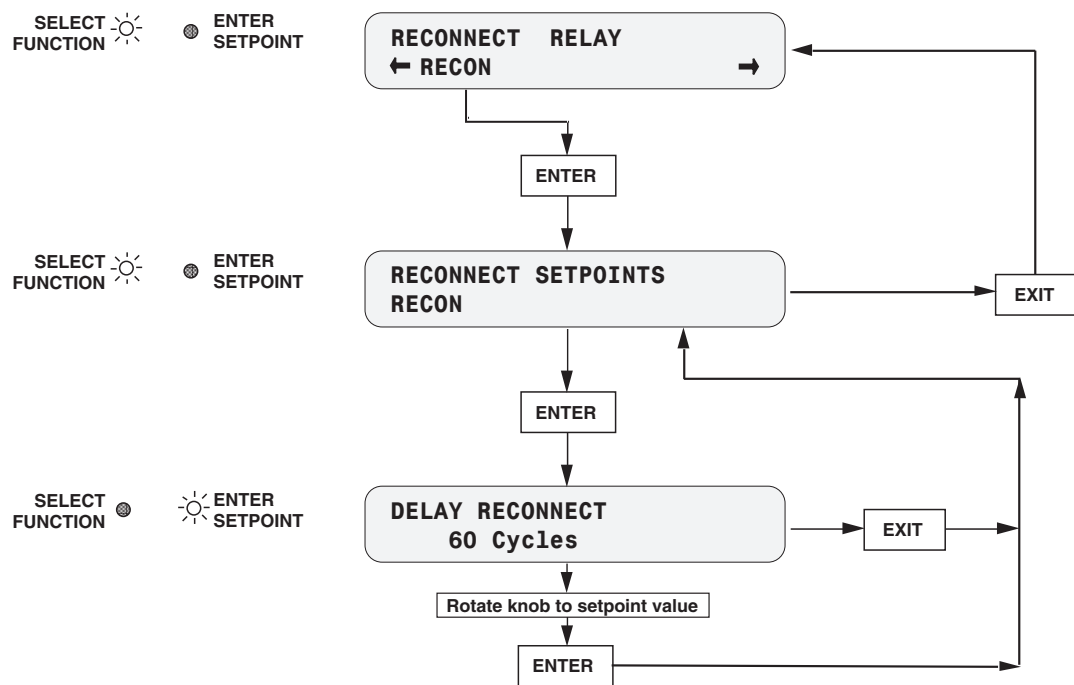 SELECT
FUNCTION
ENTER
SETPOINT
RECONNECT RELAY
← RECON →
ENTER
SELECT
FUNCTION
ENTER
SETPOINT
RECONNECT SETPOINTS
RECON
EXIT
ENTER
SELECT
FUNCTION
ENTER
SETPOINT
DELAY RECONNECT
60 Cycles
EXIT
Rotate knob to setpoint value
ENTER